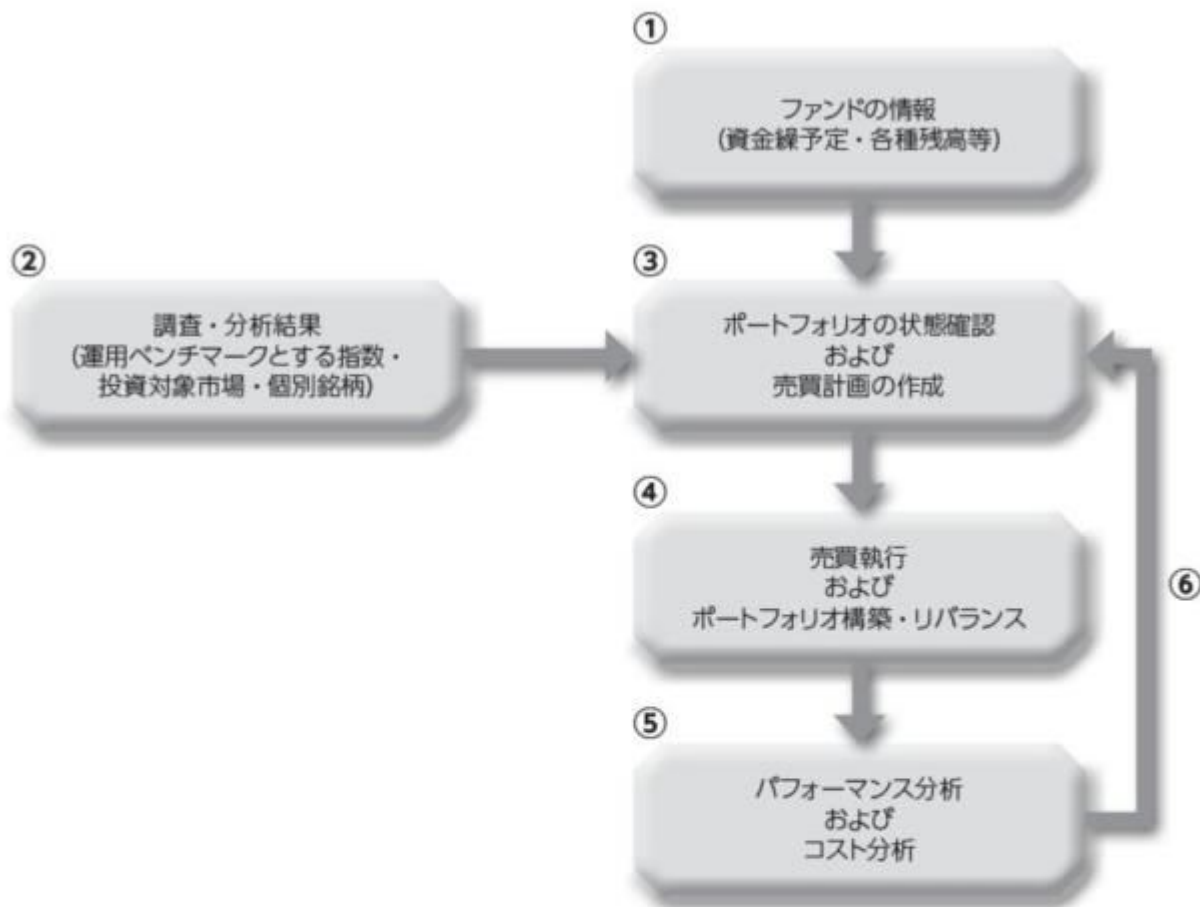 ①
ファンドの情報
(資金繰予定・各種残高等)
②
調査・分析結果
(運用ベンチマークとする指数・
投資対象市場・個別銘柄)
③
ポートフォリオの状態確認
および
売買計画の作成
④
売買執行
および
ポートフォリオ構築・リバランス
⑤
パフォーマンス分析
および
コスト分析
⑥